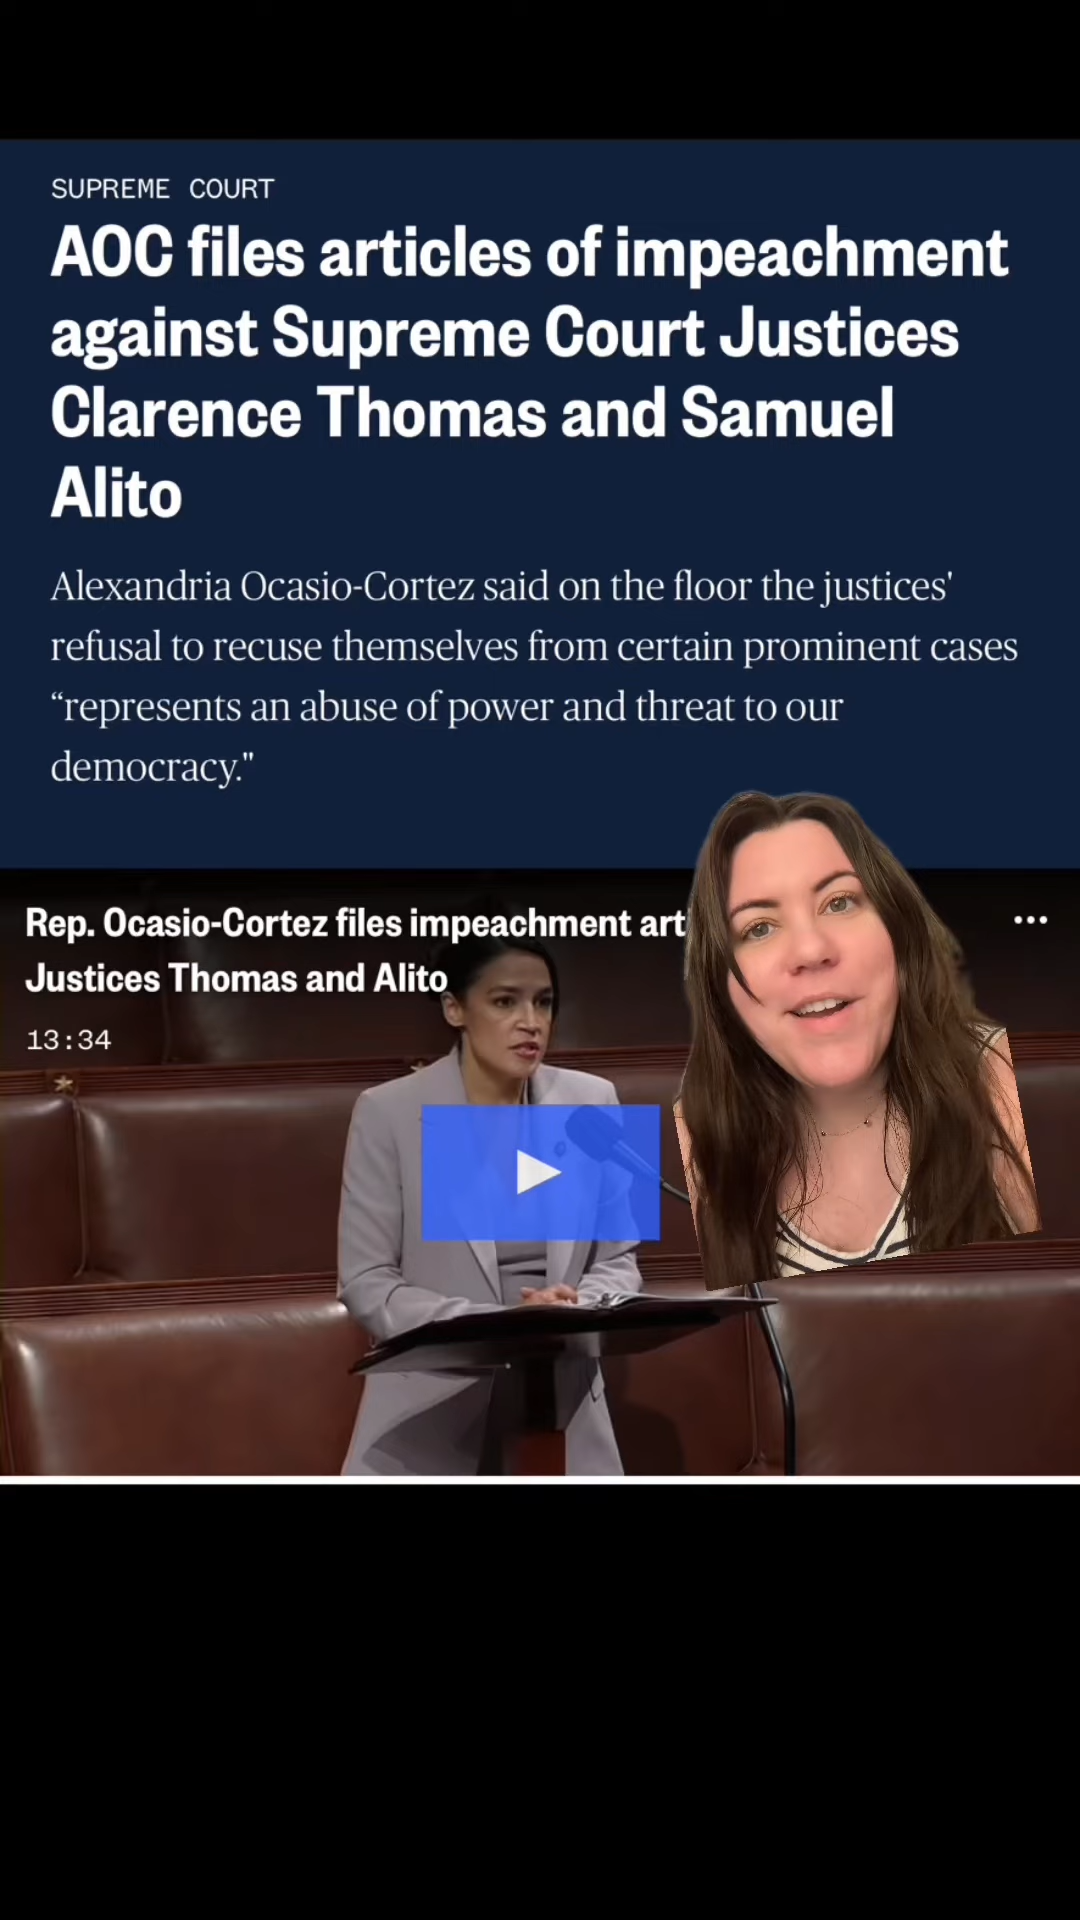 SUPREME COURT
AOC files articles of impeachment
against Supreme Court Justices
Clarence Thomas and Samuel
Alito
Alexandria Ocasio-Cortez said on the floor the justices'
refusal to recuse themselves from certain prominent cases
“represents an abuse of power and threat to our
democracy."
Rep. Ocasio-Cortez files impeachment art
Justices Thomas and Alito
13:34